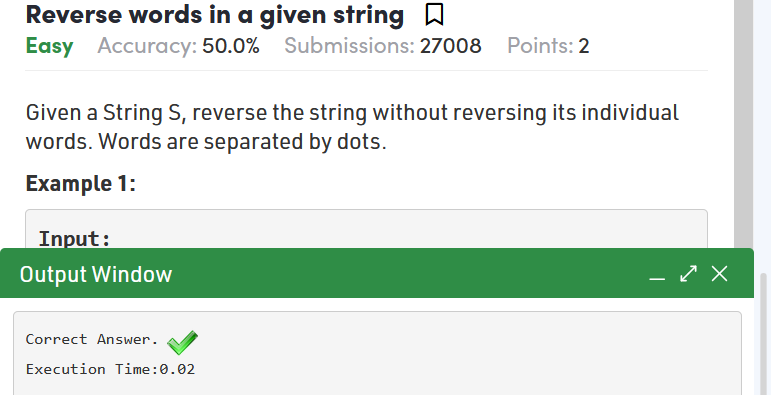 Reverse words in a given string
Easy Accuracy: 50.0% Submissions: 27008 Points: 2
Given a String S, reverse the string without reversing its individual
words. Words are separated by dots.
Example 1:
Input:
Output Window
Correct Answer.
Execution Time:0.02